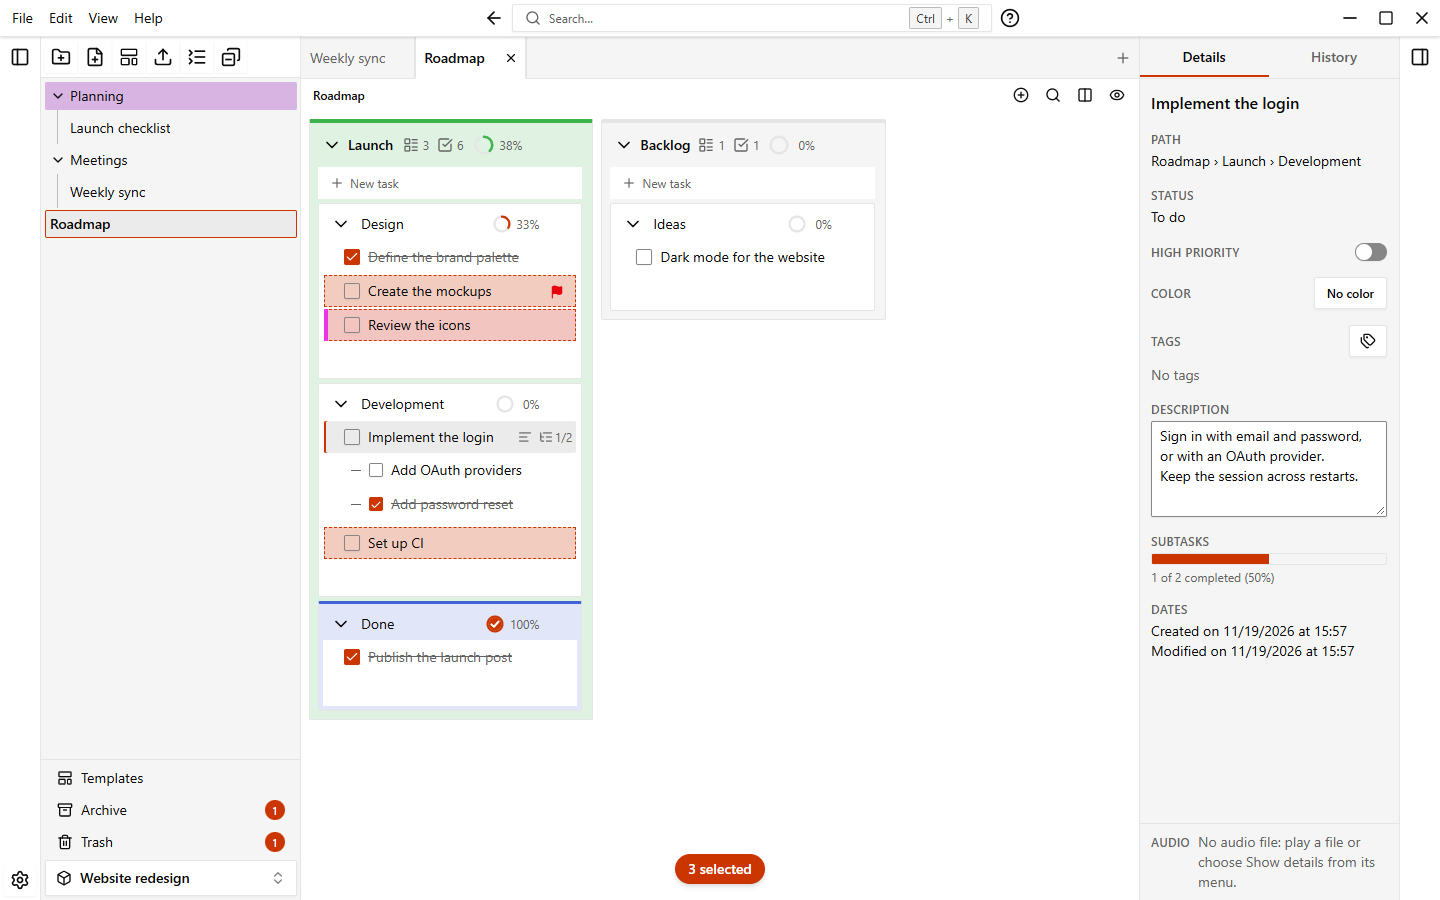 File Edit View Help
Search...
Ctrl + K
Planning
Launch checklist
Meetings
Weekly sync
Roadmap
Templates
Archive 1
Trash 1
Website redesign
Weekly sync
Roadmap
Roadmap
Launch 3 6 38%
New task
Design 33%
Define the brand palette
Create the mockups
Review the icons
Development 0%
Implement the login 1/2
Add OAuth providers
Add password reset
Set up CI
Done 100%
Publish the launch post
Backlog 1 1 0%
New task
Ideas 0%
Dark mode for the website
3 selected
Details History
Implement the login
PATH
Roadmap › Launch › Development
STATUS
To do
HIGH PRIORITY
COLOR No color
TAGS
No tags
DESCRIPTION
Sign in with email and password,
or with an OAuth provider.
Keep the session across restarts.
SUBTASKS
1 of 2 completed (50%)
DATES
Created on 11/19/2026 at 15:57
Modified on 11/19/2026 at 15:57
AUDIO No audio file: play a file or
choose Show details from its
menu.